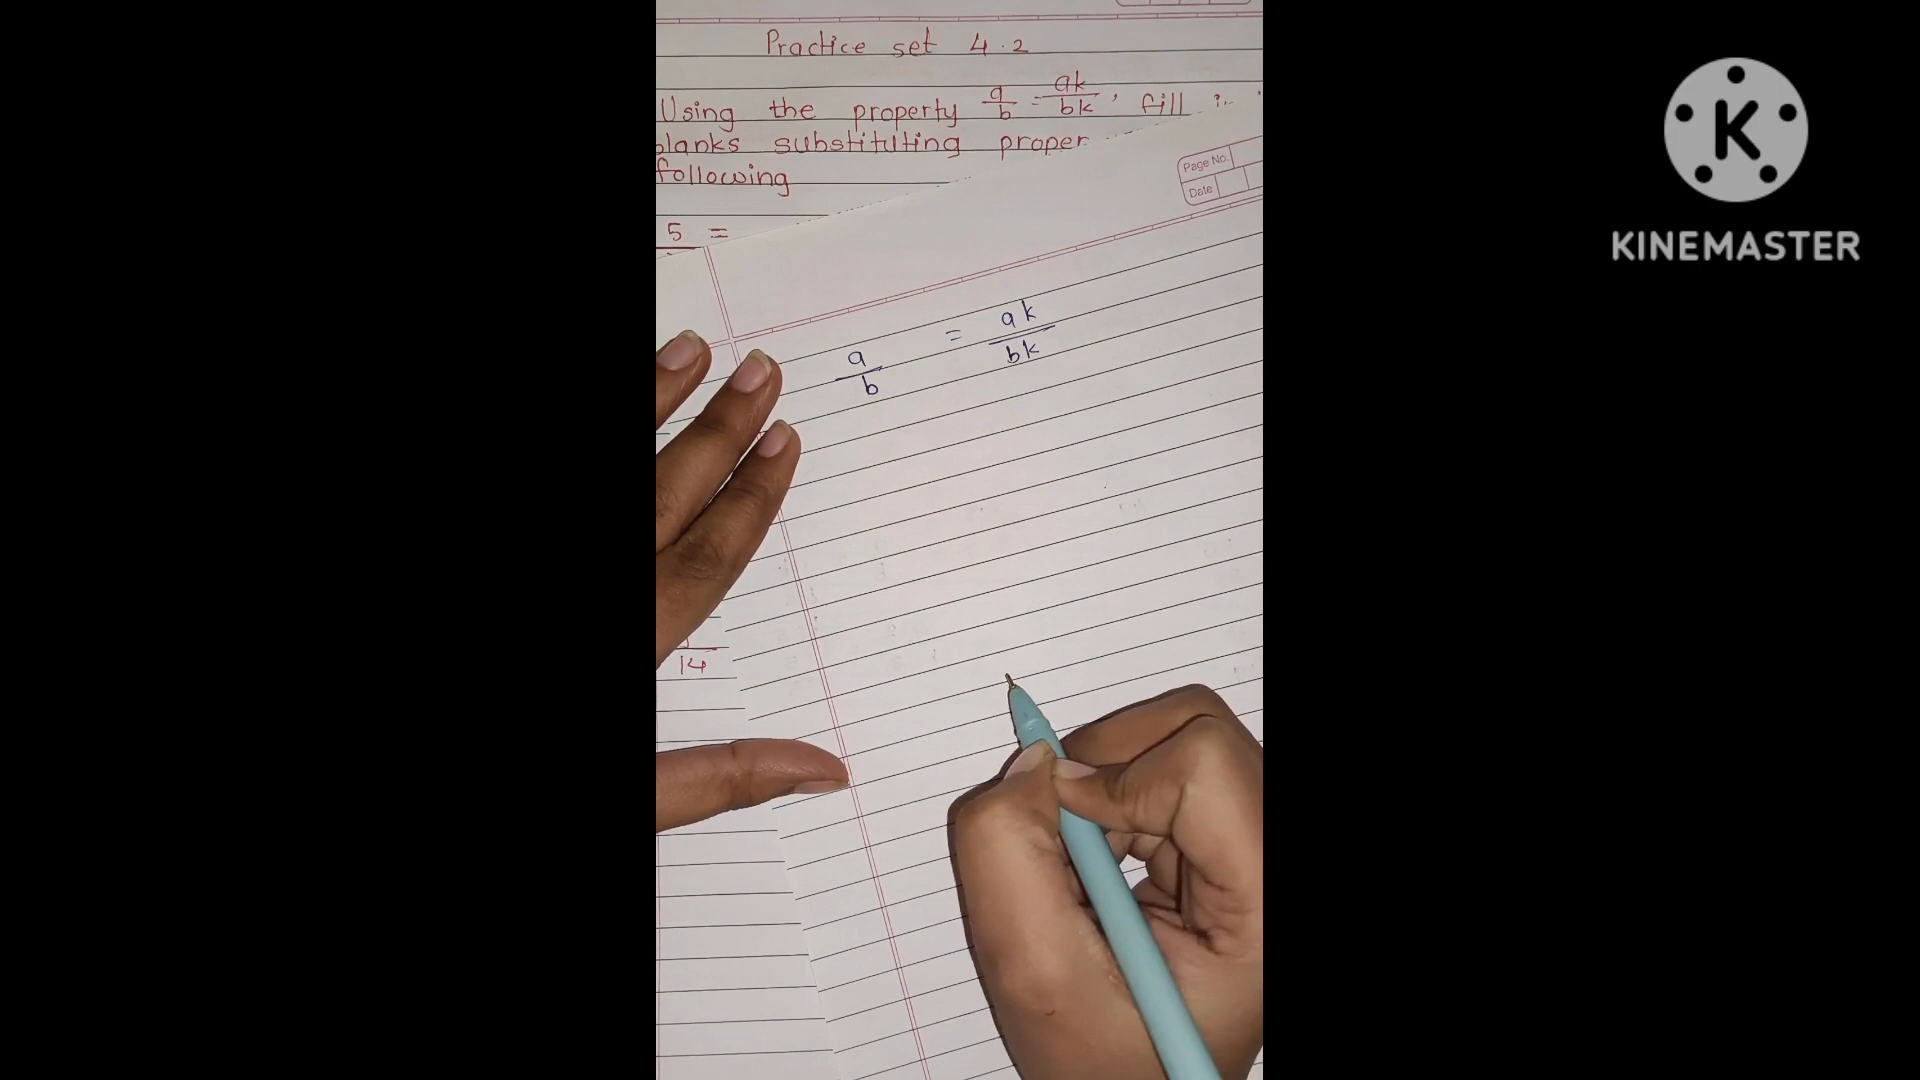 Practice set 4.2
Using the property a/b = ak/bk, fill in
blanks substituting proper
following
5 =
Page No.
Date
a/b = ak/bk
14
K
KINEMASTER